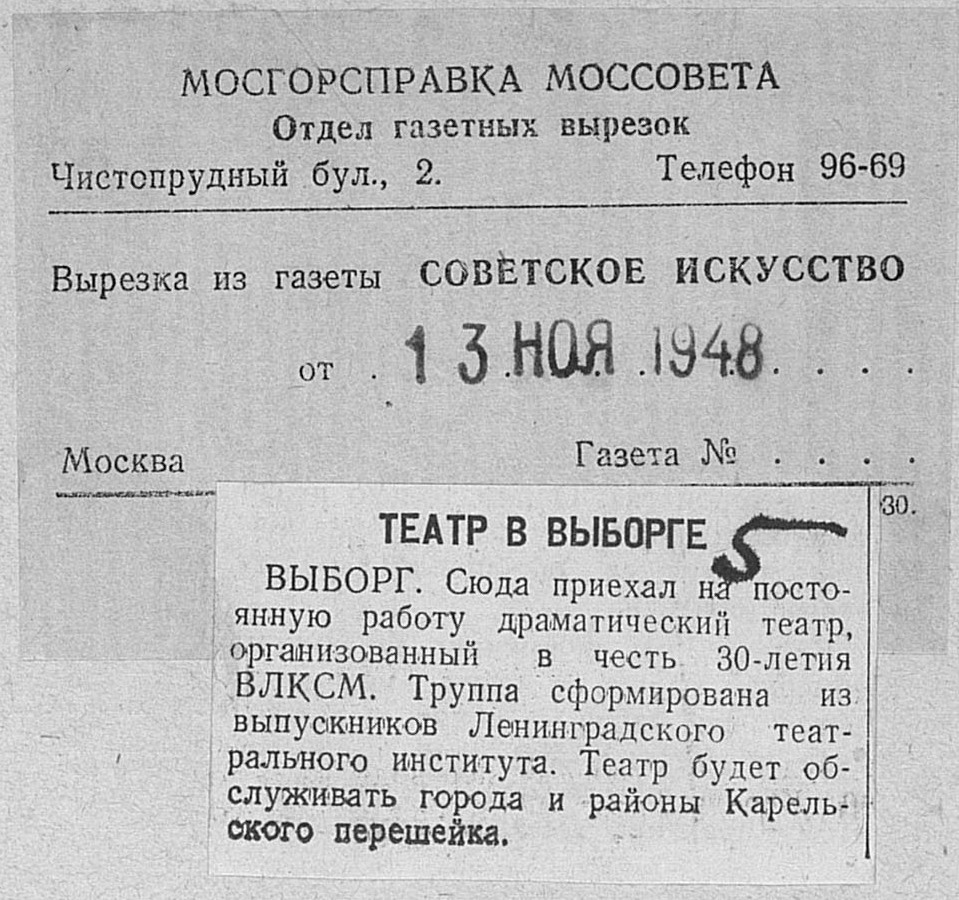 МОСГОРСПРАВКА МОССОВЕТА
Отдел газетных вырезок
Чистопрудный бул., 2. Телефон 96-69
Вырезка из газеты СОВЕТСКОЕ ИСКУССТВО
от . 13 НОЯ 1948 . . . .
Москва Газета № . . . .
30.
ТЕАТР В ВЫБОРГЕ 5
ВЫБОРГ. Сюда приехал на посто-
янную работу драматический театр,
организованный в честь 30-летия
ВЛКСМ. Труппа сформирована из
выпускников Ленинградского теат-
рального института. Театр будет об-
служивать города и районы Карель-
ского перешейка.